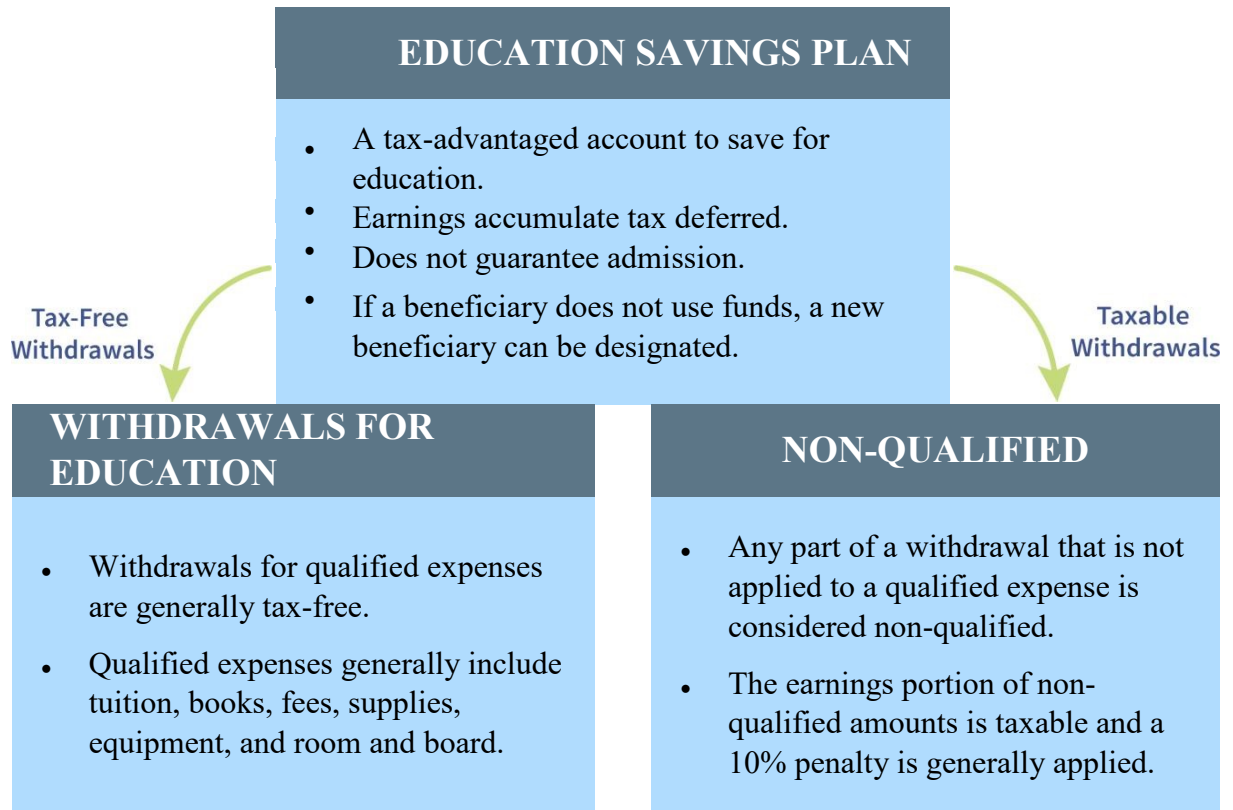 EDUCATION SAVINGS PLAN
• A tax-advantaged account to save for
education.
• Earnings accumulate tax deferred.
• Does not guarantee admission.
• If a beneficiary does not use funds, a new
beneficiary can be designated.
Tax-Free
Withdrawals
Taxable
Withdrawals
WITHDRAWALS FOR
EDUCATION
• Withdrawals for qualified expenses
are generally tax-free.
• Qualified expenses generally include
tuition, books, fees, supplies,
equipment, and room and board.
NON-QUALIFIED
• Any part of a withdrawal that is not
applied to a qualified expense is
considered non-qualified.
• The earnings portion of non-
qualified amounts is taxable and a
10% penalty is generally applied.